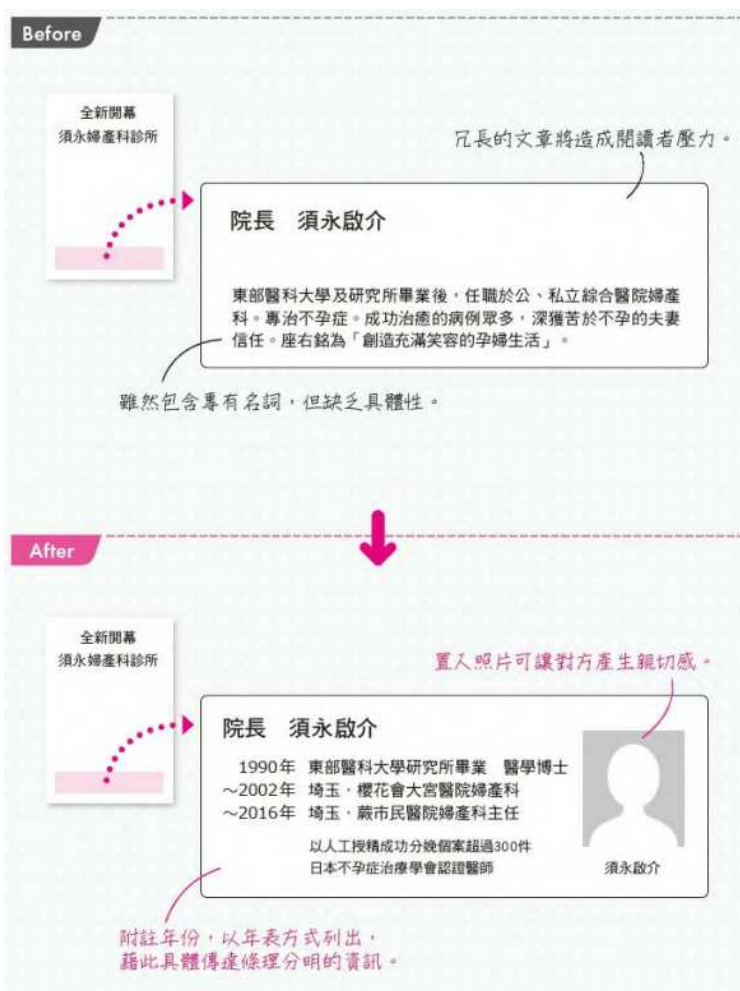 Before
全新開幕
須永婦產科診所
冗長的文章將造成閱讀者壓力。
院長　須永啟介
東部醫科大學及研究所畢業後，任職於公、私立綜合醫院婦產
科。專治不孕症。成功治癒的病例眾多，深獲苦於不孕的夫妻
信任。座右銘為「創造充滿笑容的孕婦生活」。
雖然包含專有名詞，但缺乏具體性。
After
全新開幕
須永婦產科診所
置入照片可讓對方產生親切感。
院長　須永啟介
1990年　東部醫科大學研究所畢業　醫學博士
～2002年　埼玉・櫻花會大宮醫院婦產科
～2016年　埼玉・蕨市民醫院婦產科主任
以人工授精成功分娩個案超過300件
日本不孕症治療學會認證醫師
須永啟介
附註年份，以年表方式列出，
藉此具體傳達條理分明的資訊。